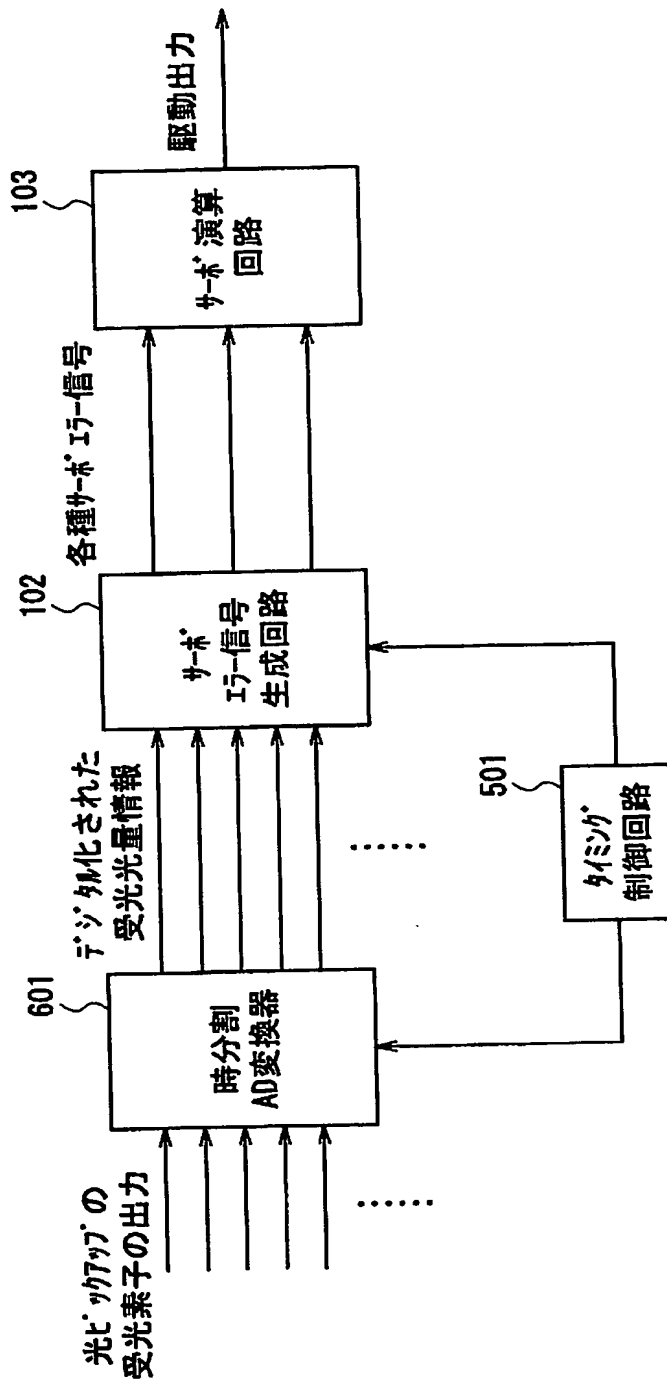 光ﾋﾟｯｸｱｯﾌﾟの
受光素子の出力
601
時分割
AD変換器
ﾃﾞｼﾞﾀﾙ化された
受光光量情報
102
ｻｰﾎﾞ
ｴﾗｰ信号
生成回路
各種ｻｰﾎﾞｴﾗｰ信号
103
ｻｰﾎﾞ演算
回路
駆動出力
501
ﾀｲﾐﾝｸﾞ
制御回路